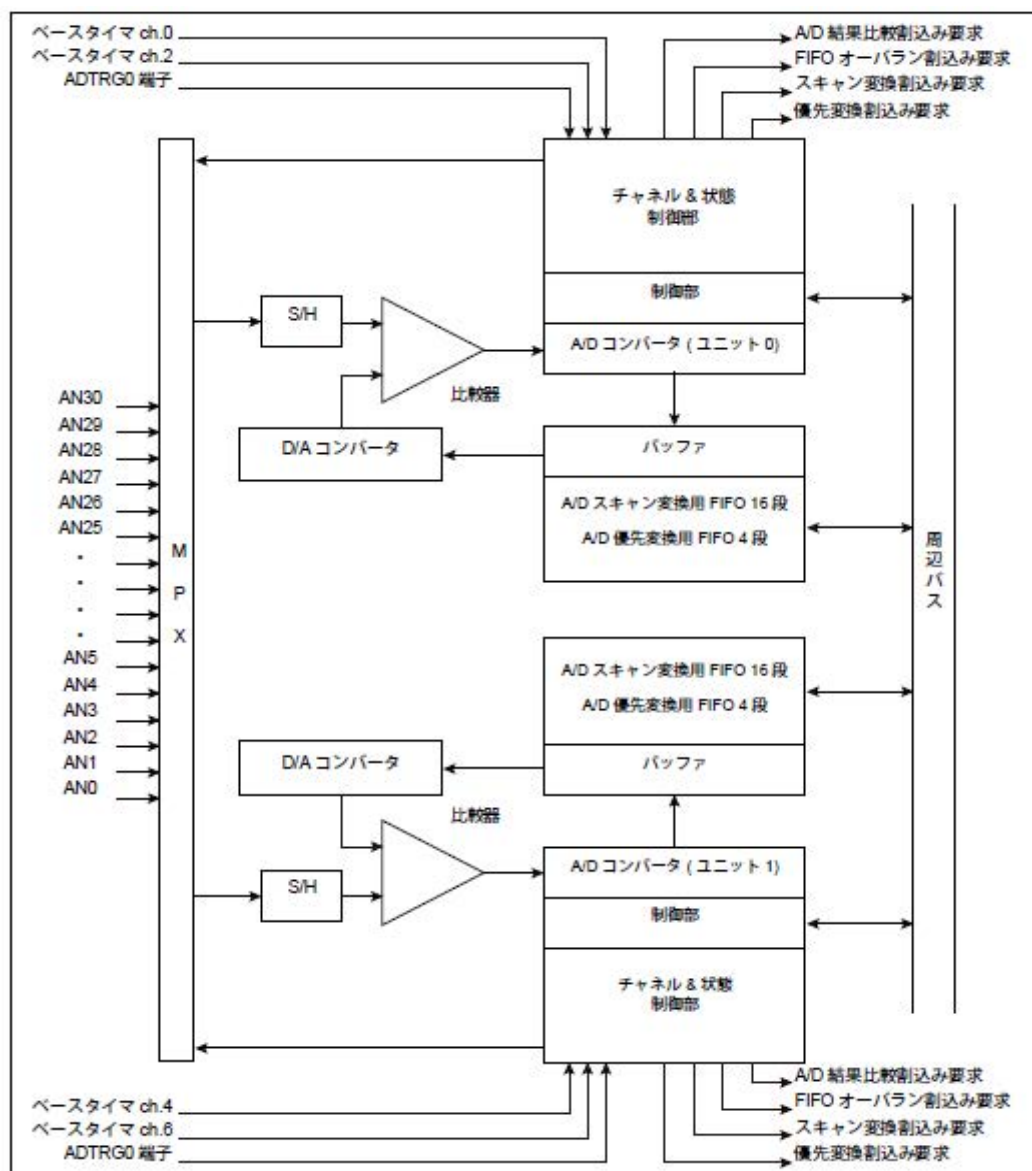 ベースタイマ ch.0
ベースタイマ ch.2
ADTRG0 端子
A/D 結果比較割込み要求
FIFO オーバラン割込み要求
スキャン変換割込み要求
優先変換割込み要求
チャネル & 状態
制御部
制御部
A/D コンバータ ( ユニット 0)
S/H
比較器
D/A コンバータ
バッファ
A/D スキャン変換用 FIFO 16 段
A/D 優先変換用 FIFO 4 段
AN30
AN29
AN28
AN27
AN26
AN25
・
・
・
・
AN5
AN4
AN3
AN2
AN1
AN0
M
P
X
周辺バス
A/D スキャン変換用 FIFO 16 段
A/D 優先変換用 FIFO 4 段
バッファ
D/A コンバータ
比較器
S/H
A/D コンバータ ( ユニット 1)
制御部
チャネル & 状態
制御部
ベースタイマ ch.4
ベースタイマ ch.6
ADTRG0 端子
A/D 結果比較割込み要求
FIFO オーバラン割込み要求
スキャン変換割込み要求
優先変換割込み要求